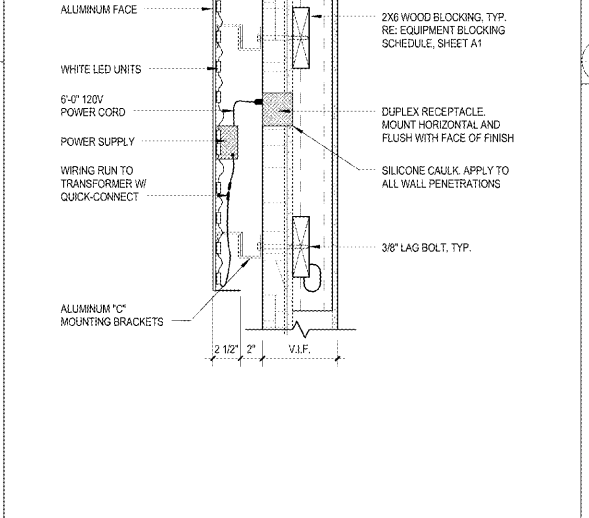 ALUMINUM FACE
WHITE LED UNITS
6'-0" 120V
POWER CORD
POWER SUPPLY
WIRING RUN TO
TRANSFORMER W/
QUICK-CONNECT
ALUMINUM "C"
MOUNTING BRACKETS
2X6 WOOD BLOCKING, TYP.
RE: EQUIPMENT BLOCKING
SCHEDULE, SHEET A1
DUPLEX RECEPTACLE.
MOUNT HORIZONTAL AND
FLUSH WITH FACE OF FINISH
SILICONE CAULK. APPLY TO
ALL WALL PENETRATIONS
3/8" LAG BOLT, TYP.
2 1/2" 2" V.I.F.